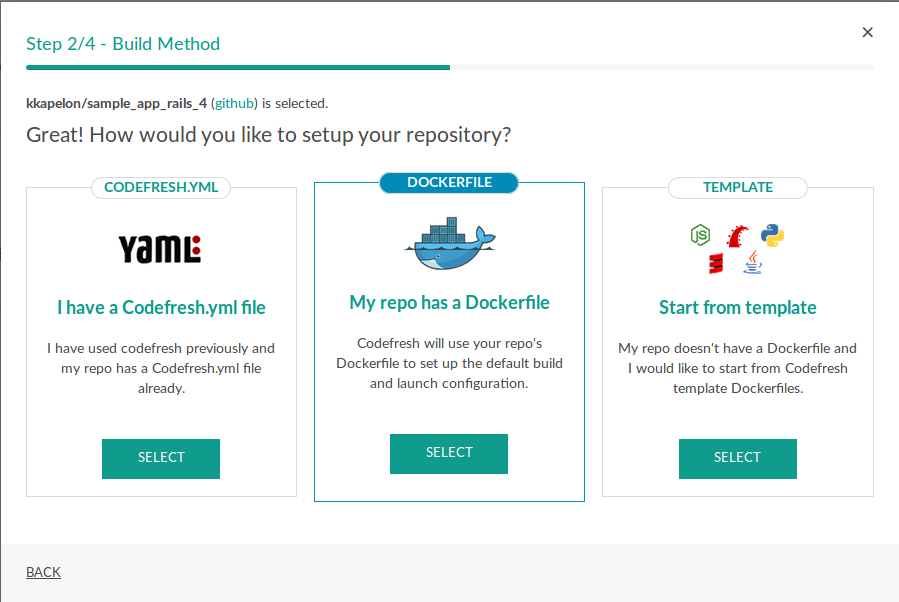 Step 2/4 - Build Method
×
kkapelon/sample_app_rails_4 (github) is selected.
Great! How would you like to setup your repository?
CODEFRESH.YML
YAML
I have a Codefresh.yml file
I have used codefresh previously and
my repo has a Codefresh.yml file
already.
SELECT
DOCKERFILE
My repo has a Dockerfile
Codefresh will use your repo's
Dockerfile to set up the default build
and launch configuration.
SELECT
TEMPLATE
JS
Start from template
My repo doesn't have a Dockerfile and
I would like to start from Codefresh
template Dockerfiles.
SELECT
BACK